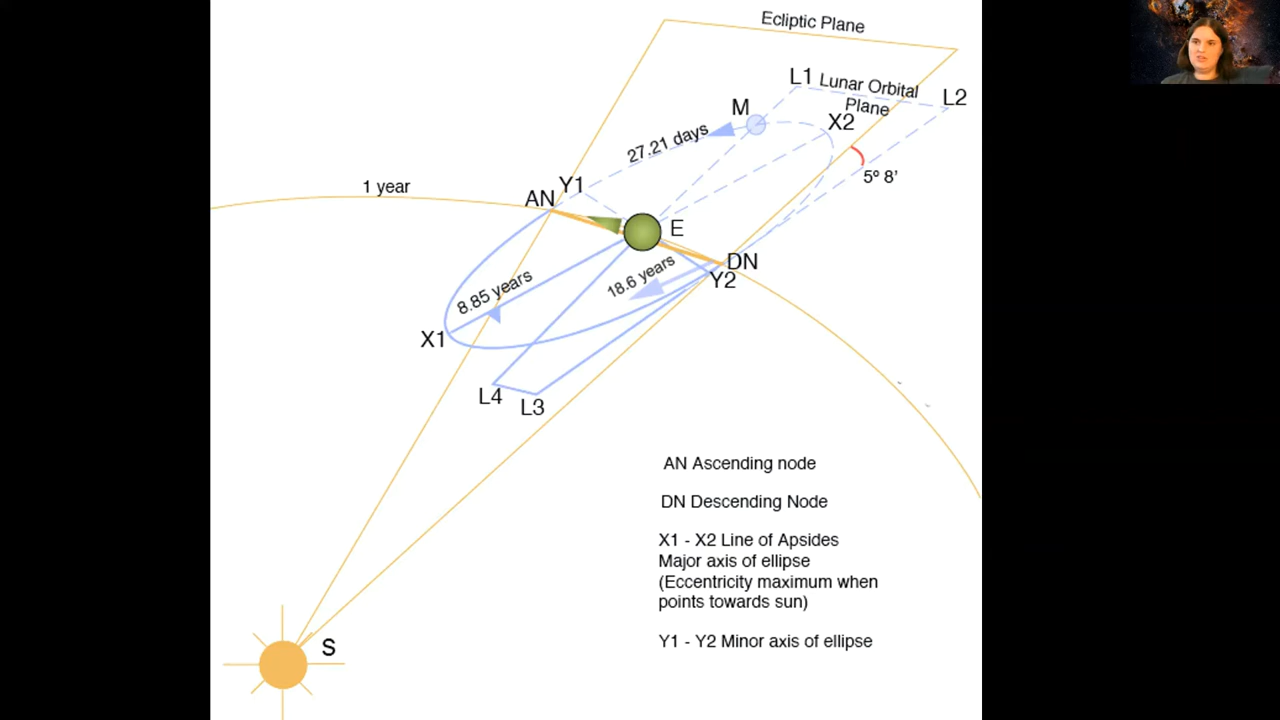 Ecliptic Plane
L1
Lunar Orbital
Plane
L2
M
X2
27.21 days
5º 8’
1 year
AN
Y1
E
DN
Y2
18.6 years
8.85 years
X1
L4
L3
AN Ascending node
DN Descending Node
X1 - X2 Line of Apsides
Major axis of ellipse
(Eccentricity maximum when
points towards sun)
Y1 - Y2 Minor axis of ellipse
S